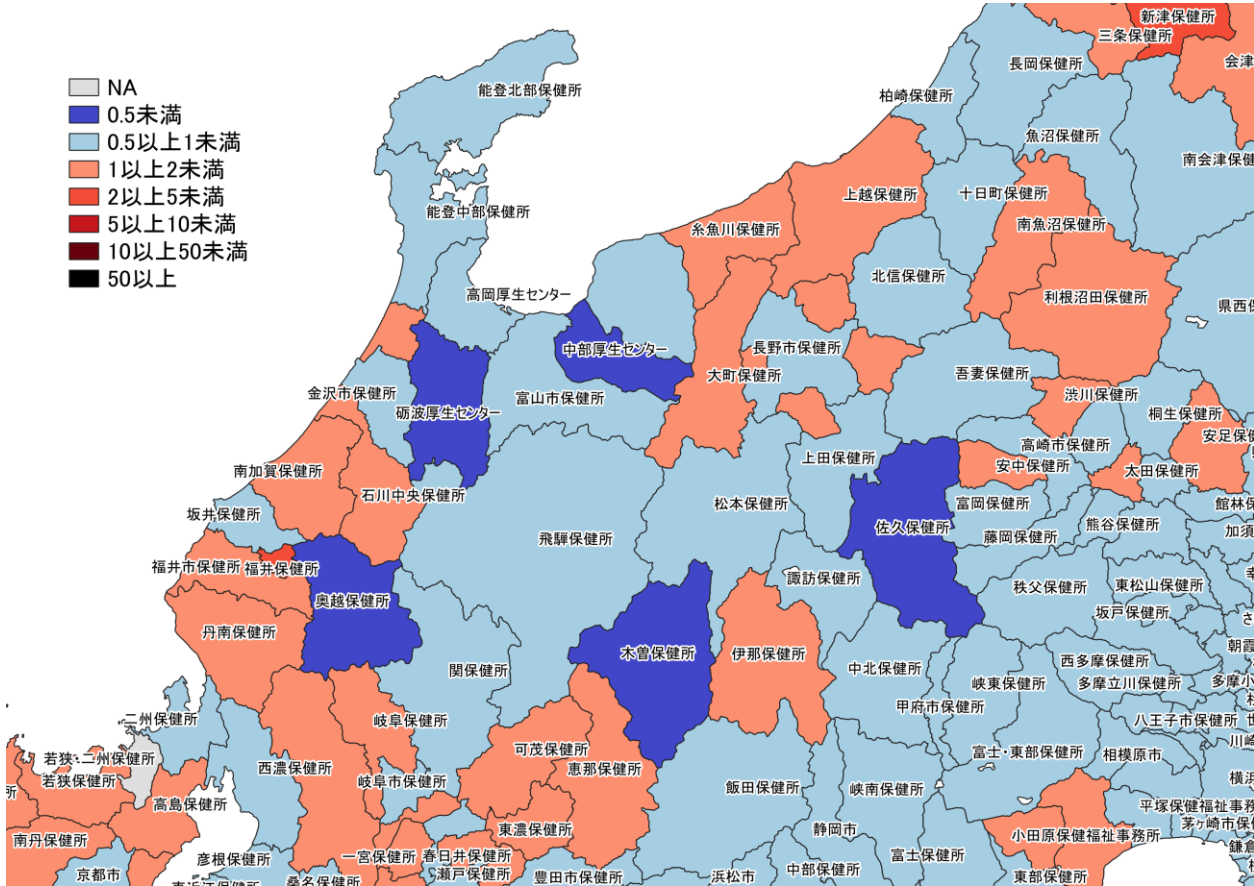 新津保健所
三条保健所
長岡保健所
会津
能登北部保健所
柏崎保健所
NA
0.5未満
0.5以上1未満
1以上2未満
2以上5未満
5以上10未満
10以上50未満
50以上
魚沼保健所
南会津保健
十日町保健所
上越保健所
能登中部保健所
南魚沼保健所
糸魚川保健所
北信保健所
高岡厚生センター
利根沼田保健所
県西保
中部厚生センター
長野市保健所
大町保健所
吾妻保健所
金沢市保健所
渋川保健所
富山市保健所
砺波厚生センター
桐生保健所
安足保健
高崎市保健所
上田保健所
南加賀保健所
安中保健所
太田保健所
石川中央保健所
松本保健所
富岡保健所
館林保
坂井保健所
佐久保健所
熊谷保健所
加須
飛騨保健所
藤岡保健所
福井市保健所
福井保健所
諏訪保健所
秩父保健所
東松山保健所
奥越保健所
坂戸保健所
さ
丹南保健所
朝霞
木曽保健所
伊那保健所
西多摩保健所
関保健所
中北保健所
峡東保健所
多摩立川保健所
多摩小
甲府市保健所
二州保健所
岐阜保健所
八王子市保健所
世
可茂保健所
富士・東部保健所
相模原市
川崎
若狭・二州保健所
西濃保健所
恵那保健所
若狭保健所
岐阜市保健所
横浜
所
飯田保健所
峡南保健所
高島保健所
平塚保健福祉事務
東濃保健所
静岡市
茅ヶ崎市保健
南丹保健所
小田原保健福祉事務所
一宮保健所
春日井保健所
富士保健所
鎌倉
彦根保健所
瀬戸保健所
中部保健所
京都市
桑名保健所
豊田市保健所
浜松市
東部保健所